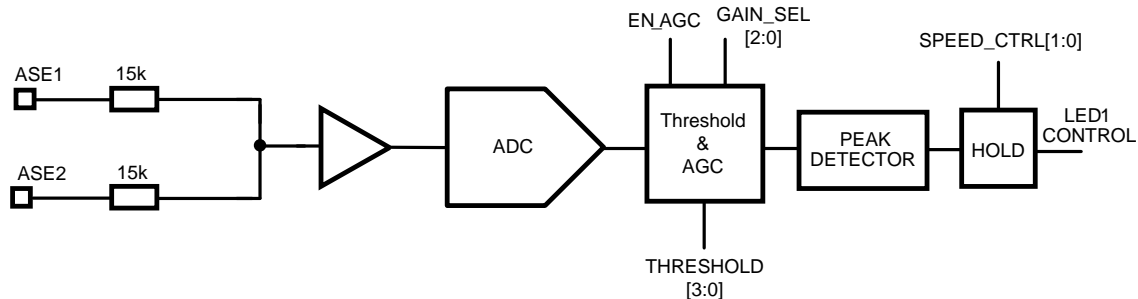 EN_AGC
GAIN_SEL
[2:0]
SPEED_CTRL[1:0]
ASE1
15k
ADC
Threshold
&
AGC
PEAK
DETECTOR
HOLD
LED1
CONTROL
ASE2
15k
THRESHOLD
[3:0]